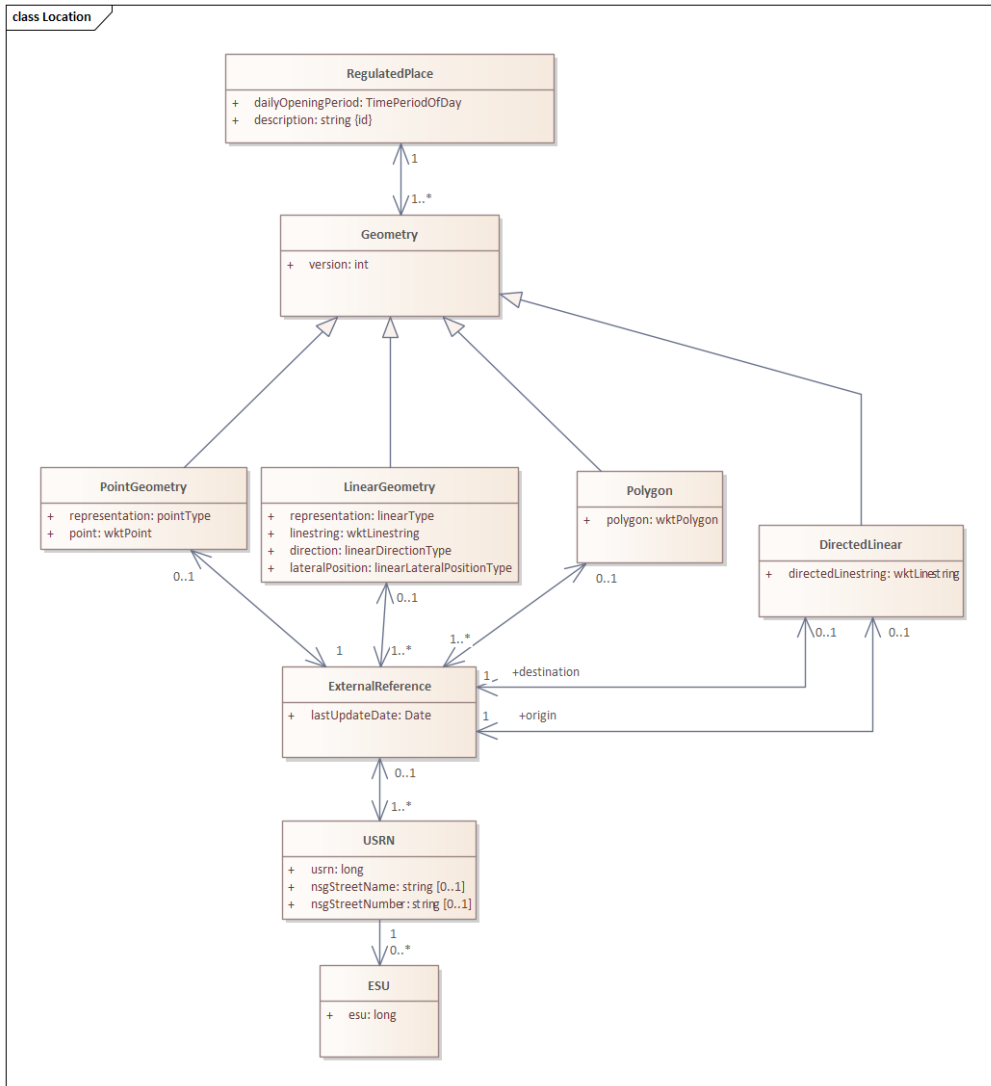 class Location
RegulatedPlace
+ dailyOpeningPeriod: TimePeriodOfDay
+ description: string {id}
1
1..*
Geometry
+ version: int
PointGeometry
+ representation: pointType
+ point: wktPoint
LinearGeometry
+ representation: linearType
+ linestring: wktLinestring
+ direction: linearDirectionType
+ lateralPosition: linearLateralPositionType
Polygon
+ polygon: wktPolygon
DirectedLinear
+ directedLinestring: wktLinestring
0..1
0..1
0..1
0..1
0..1
1
1..*
1..*
ExternalReference
+ lastUpdateDate: Date
1
+destination
1
+origin
0..1
1..*
USRN
+ usrn: long
+ nsgStreetName: string [0..1]
+ nsgStreetNumber: string [0..1]
1
0..*
ESU
+ esu: long